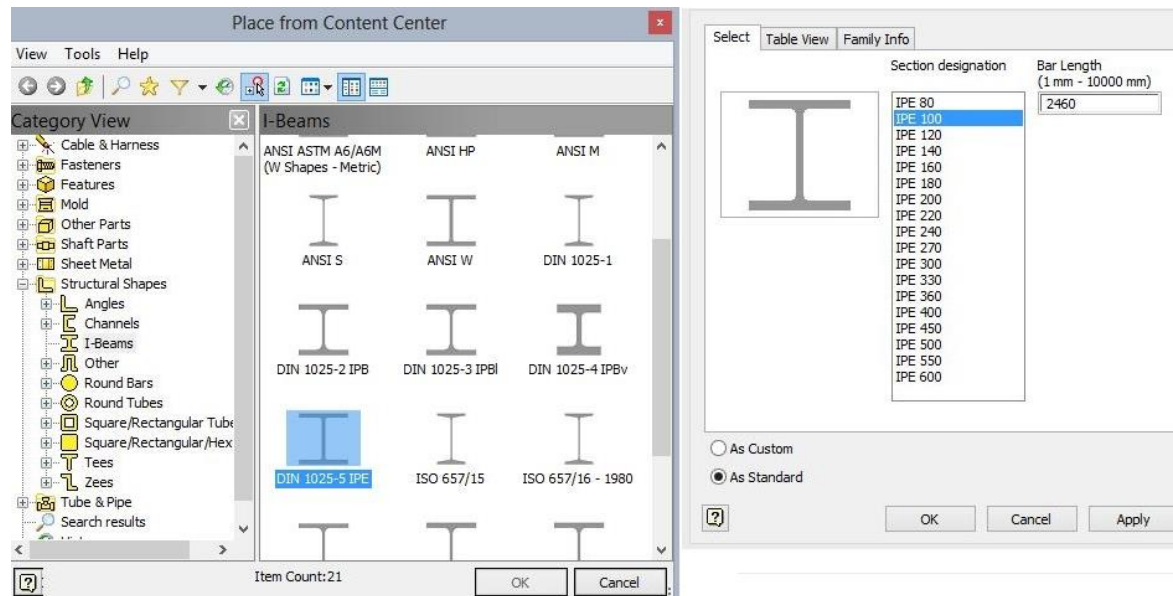 Place from Content Center
x
View Tools Help
Category View
Cable & Harness
Fasteners
Features
Mold
Other Parts
Shaft Parts
Sheet Metal
Structural Shapes
Angles
Channels
I-Beams
Other
Round Bars
Round Tubes
Square/Rectangular Tube
Square/Rectangular/Hex
Tees
Zees
Tube & Pipe
Search results
I-Beams
ANSI ASTM A6/A6M
(W Shapes - Metric)
ANSI HP
ANSI M
ANSI S
ANSI W
DIN 1025-1
DIN 1025-2 IPB
DIN 1025-3 IPBl
DIN 1025-4 IPBv
DIN 1025-5 IPE
ISO 657/15
ISO 657/16 - 1980
?
Item Count:21
OK
Cancel
Select Table View Family Info
Section designation
IPE 80
IPE 100
IPE 120
IPE 140
IPE 160
IPE 180
IPE 200
IPE 220
IPE 240
IPE 270
IPE 300
IPE 330
IPE 360
IPE 400
IPE 450
IPE 500
IPE 550
IPE 600
Bar Length
(1 mm - 10000 mm)
2460
As Custom
As Standard
?
OK
Cancel
Apply